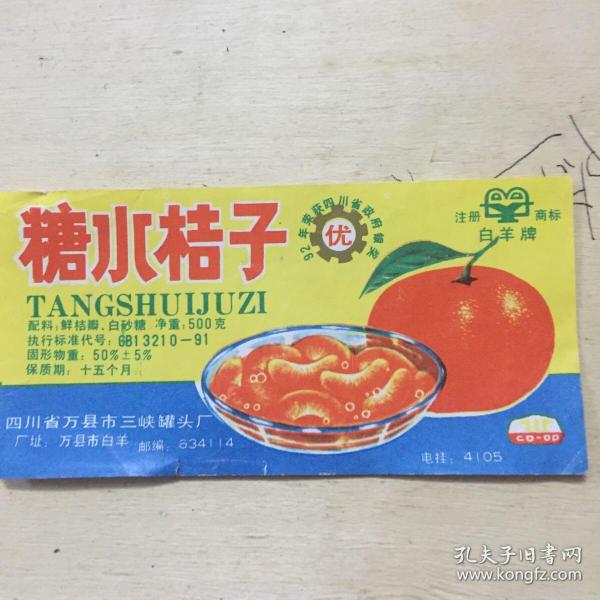 糖水桔子
TANGSHUIJUZI
配料:鲜桔瓣、白砂糖 净重:500克
执行标准代号:GB13210-91
固形物重:50%±5%
保质期:十五个月
92年荣获四川省政府银奖
优
注册 商标
白羊牌
四川省万县市三峡罐头厂
厂址:万县市白羊 邮编:634114
电挂:4105
CO-OP
孔夫子旧书网
www.kongfz.com